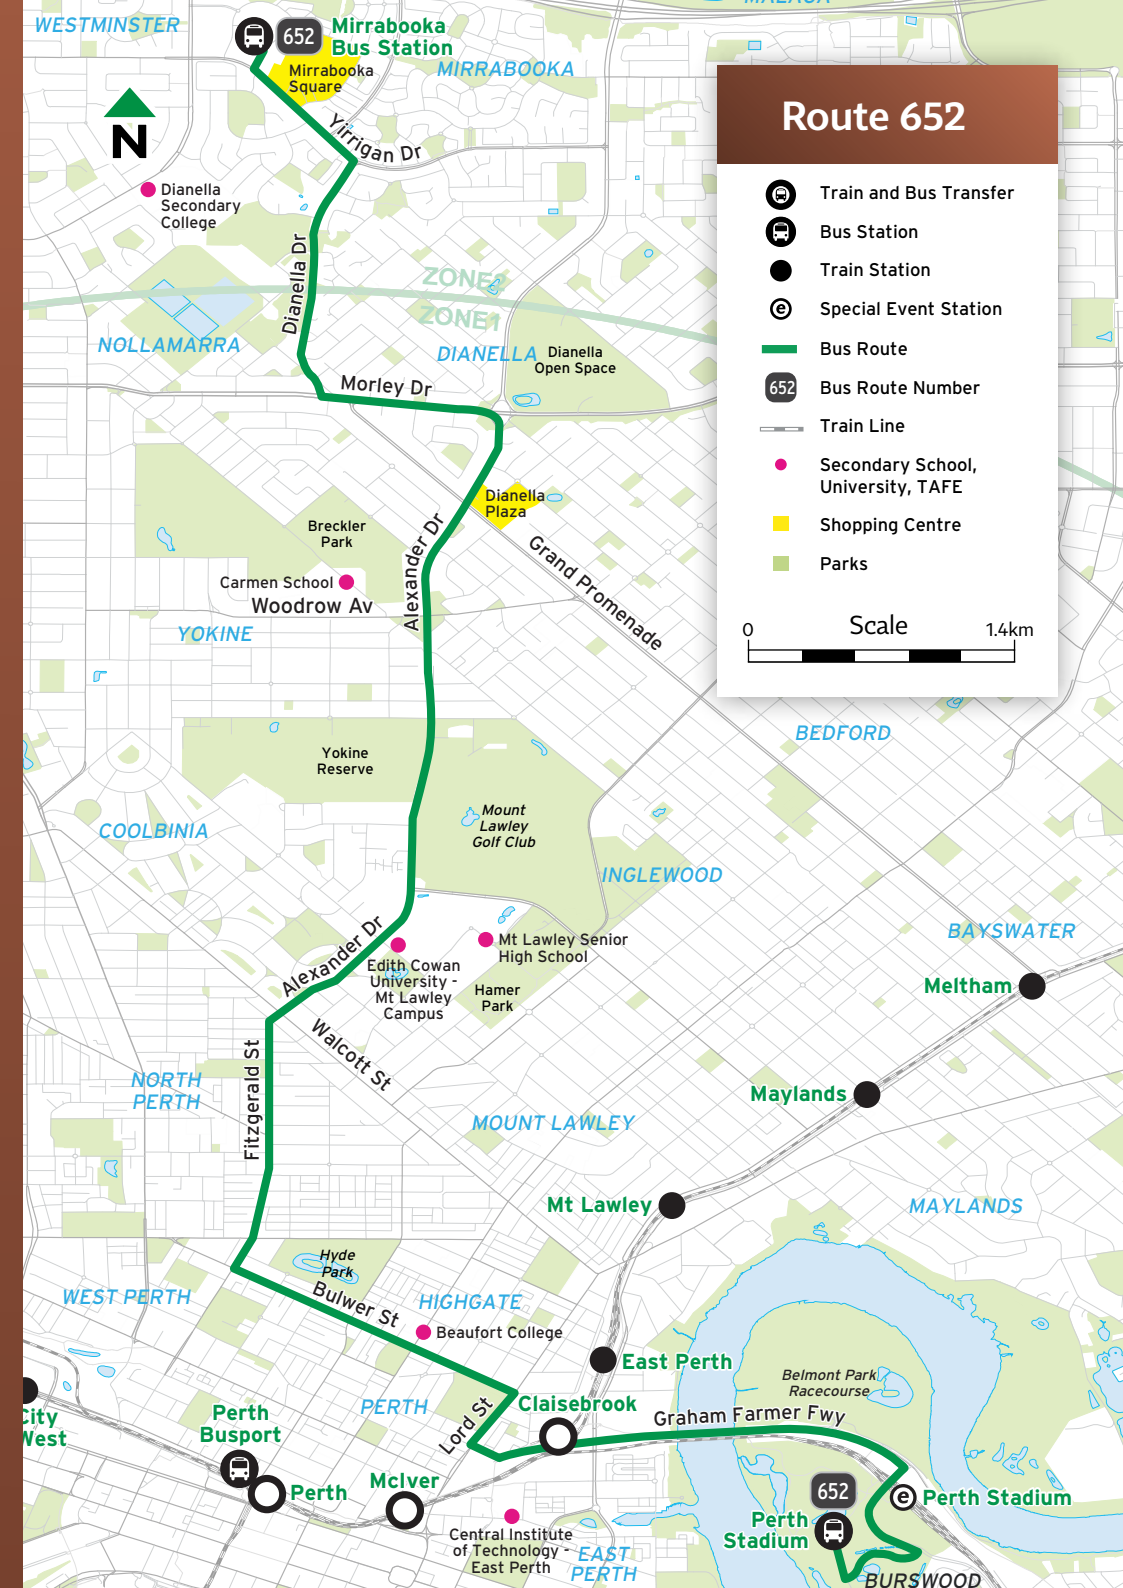 MALAGA
WESTMINSTER
652
Mirrabooka
Bus Station
Mirrabooka
Square
MIRRABOOKA
N
Yirrigan Dr
Dianella
Secondary
College
Dianella Dr
ZONE2
ZONE1
NOLLAMARRA
DIANELLA
Dianella
Open Space
Morley Dr
Dianella
Plaza
Breckler
Park
Alexander Dr
Grand Promenade
Carmen School
Woodrow Av
YOKINE
Route 652
Train and Bus Transfer
Bus Station
Train Station
e
Special Event Station
Bus Route
652
Bus Route Number
Train Line
Secondary School,
University, TAFE
Shopping Centre
Parks
Scale
0
1.4km
BEDFORD
Yokine
Reserve
Mount
Lawley
Golf Club
COOLBINIA
INGLEWOOD
BAYSWATER
Alexander Dr
Mt Lawley Senior
High School
Edith Cowan
University -
Mt Lawley
Campus
Hamer
Park
Meltham
Walcott St
Fitzgerald St
NORTH
PERTH
Maylands
MOUNT LAWLEY
Mt Lawley
MAYLANDS
Hyde
Park
WEST PERTH
Bulwer St
HIGHGATE
Beaufort College
East Perth
Belmont Park
Racecourse
City
West
Perth
Busport
PERTH
Lord St
Claisebrook
Graham Farmer Fwy
Perth
McIver
652
e
Perth Stadium
Perth
Stadium
Central Institute
of Technology -
East Perth
EAST
PERTH
BURSWOOD